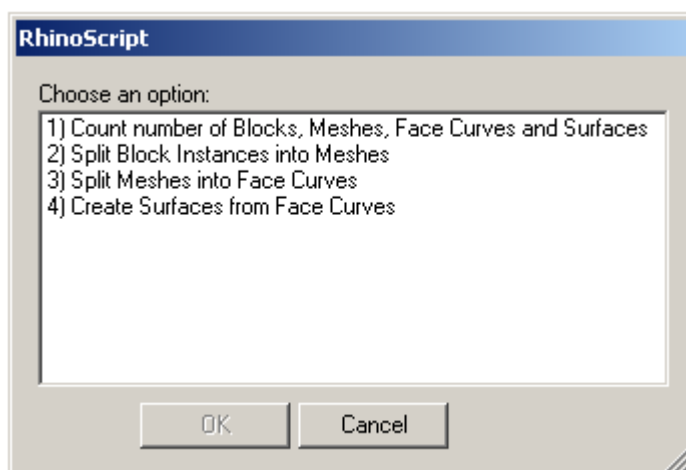 RhinoScript
Choose an option:
1) Count number of Blocks, Meshes, Face Curves and Surfaces
2) Split Block Instances into Meshes
3) Split Meshes into Face Curves
4) Create Surfaces from Face Curves
OK Cancel